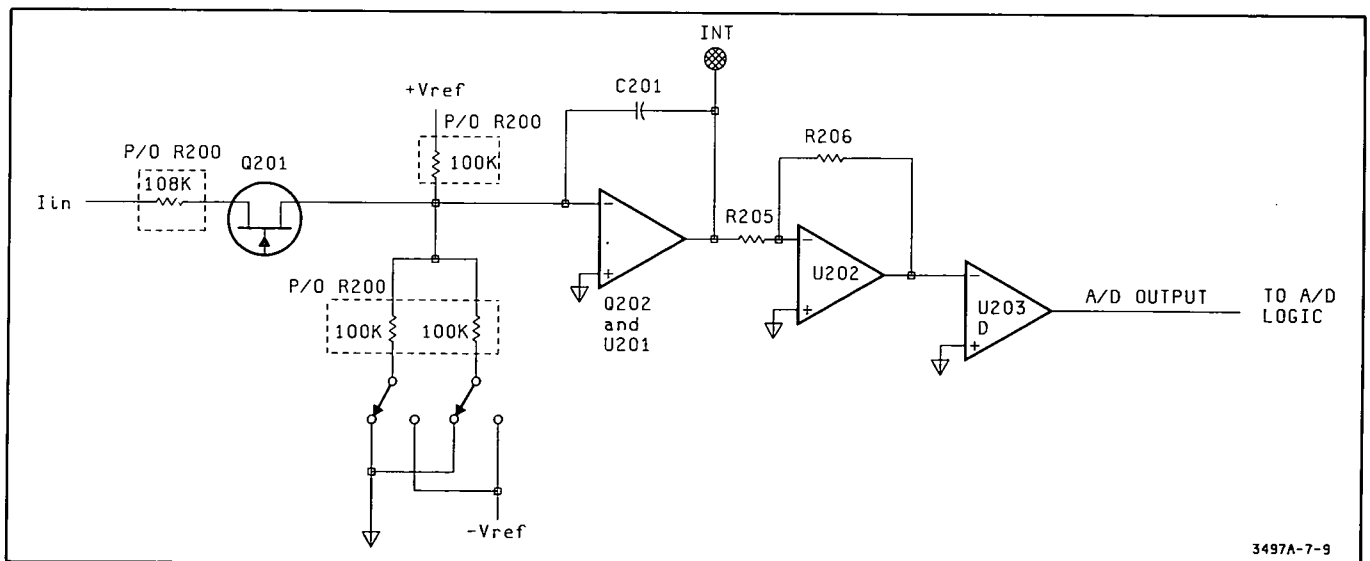 INT
C201
+Vref
P/O R200
100K
P/O R200
108K
Q201
Iin
R206
R205
P/O R200
100K
100K
-Vref
-
+
Q202
and
U201
-
+
U202
-
+
U203
D
A/D OUTPUT
TO A/D
LOGIC
3497A-7-9